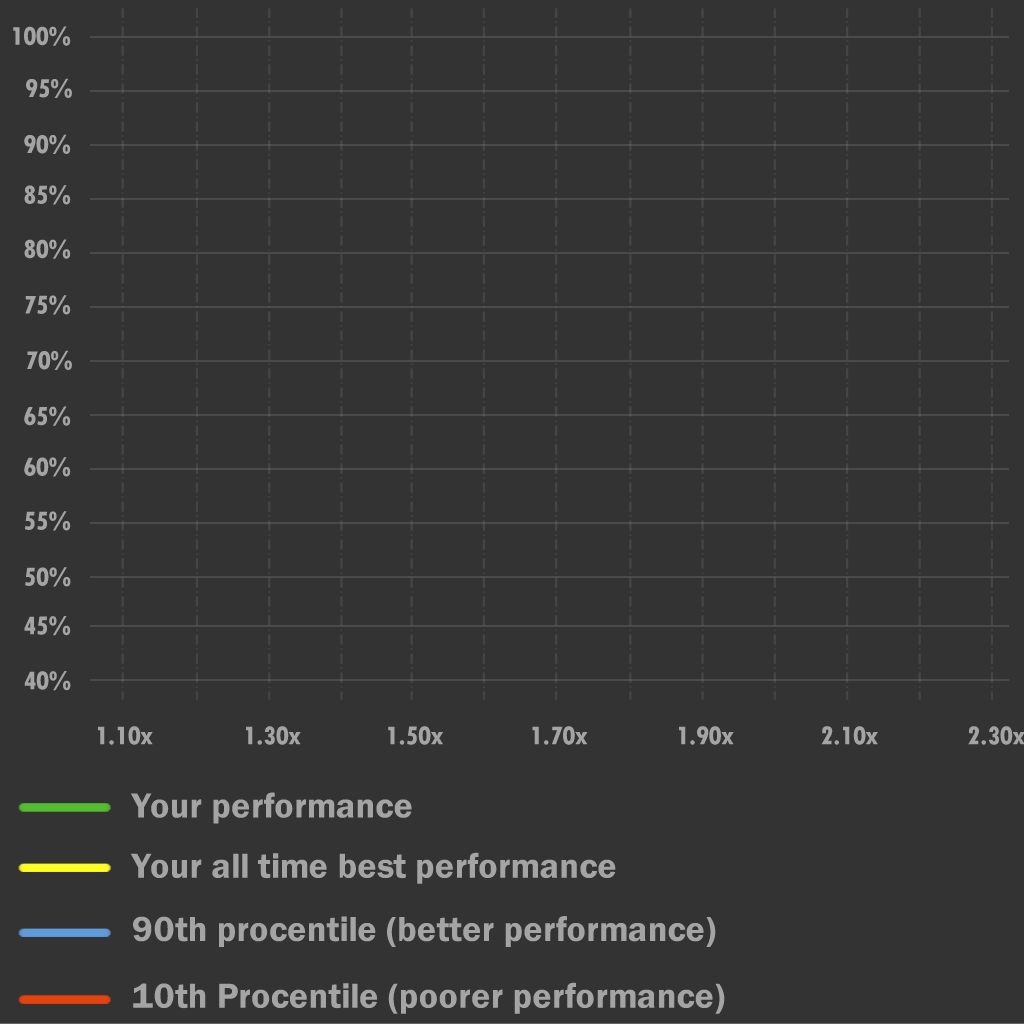 100%
95%
90%
85%
80%
75%
70%
65%
60%
55%
50%
45%
40%
1.10x 1.30x 1.50x 1.70x 1.90x 2.10x 2.30x
Your performance
Your all time best performance
90th procentile (better performance)
10th Procentile (poorer performance)